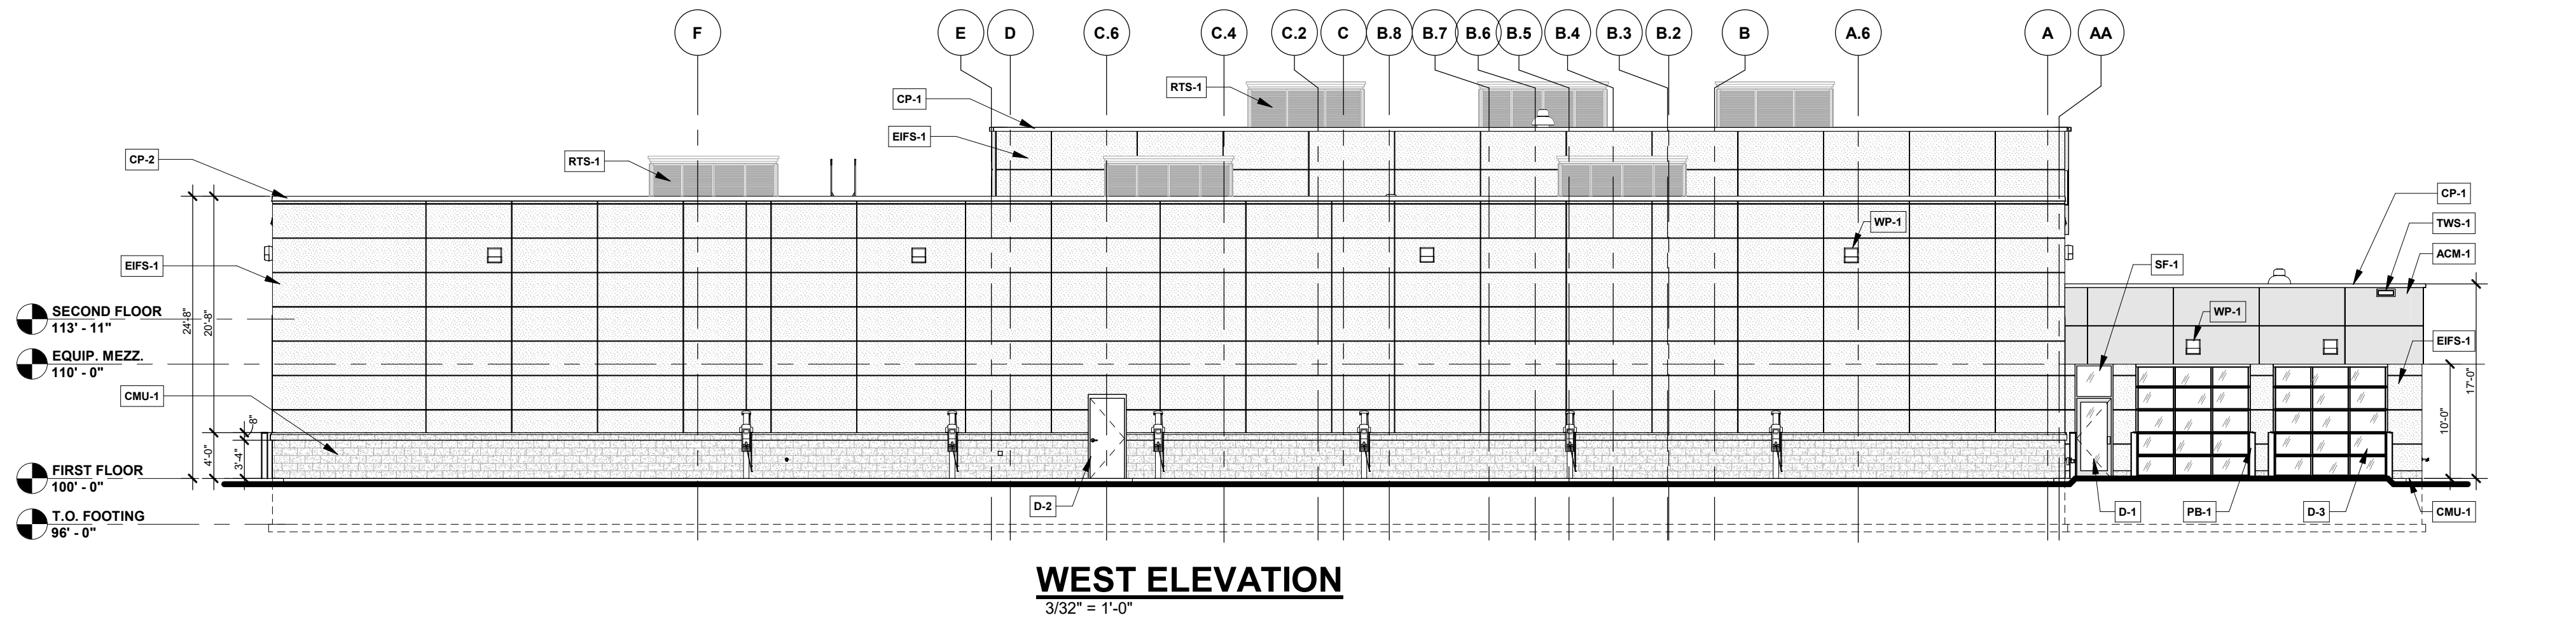 F
E
D
C.6
C.4
C.2
C
B.8
B.7
B.6
B.5
B.4
B.3
B.2
B
A.6
A
AA
RTS-1
CP-1
EIFS-1
CP-2
RTS-1
CP-1
WP-1
TWS-1
EIFS-1
ACM-1
SF-1
SECOND FLOOR
113' - 11"
24'-8"
20'-8"
WP-1
EIFS-1
EQUIP. MEZZ.
110' - 0"
17'-0"
CMU-1
10'-0"
8"
4'-0"
3'-4"
FIRST FLOOR
100' - 0"
D-2
D-1
PB-1
D-3
CMU-1
T.O. FOOTING
96' - 0"
WEST ELEVATION
3/32" = 1'-0"